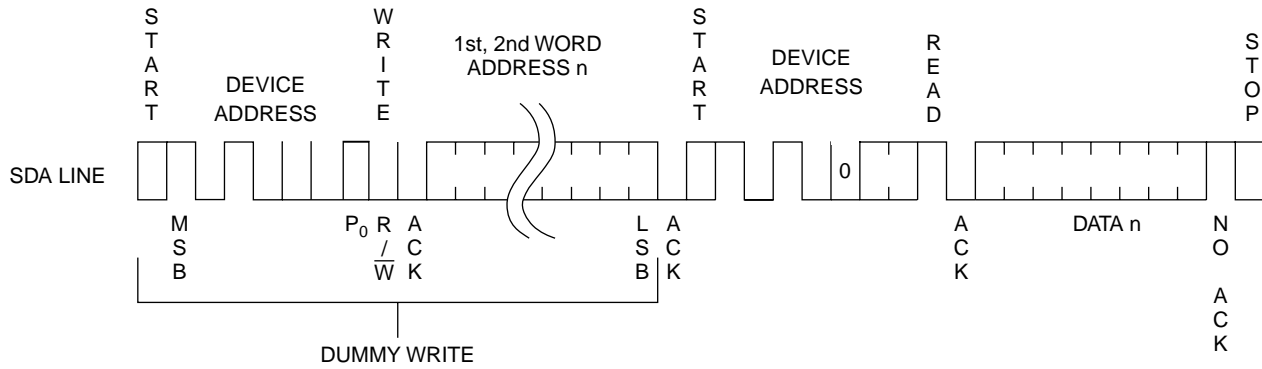 START
DEVICE
ADDRESS
WRITE
1st, 2nd WORD
ADDRESS n
START
DEVICE
ADDRESS
READ
STOP
SDA LINE
0
MSB
P0
R/W
ACK
LSB
ACK
ACK
DATA n
NO ACK
DUMMY WRITE